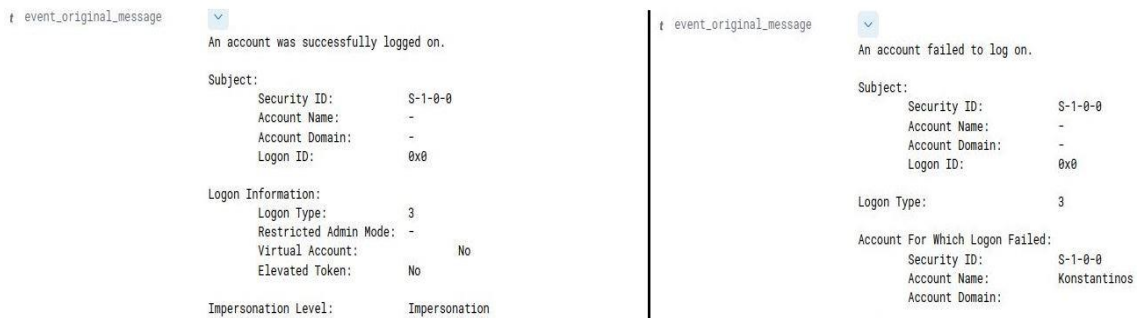 t event_original_message
An account was successfully logged on.
Subject:
Security ID: S-1-0-0
Account Name: -
Account Domain: -
Logon ID: 0x0
Logon Information:
Logon Type: 3
Restricted Admin Mode: -
Virtual Account: No
Elevated Token: No
Impersonation Level: Impersonation
t event_original_message
An account failed to log on.
Subject:
Security ID: S-1-0-0
Account Name: -
Account Domain: -
Logon ID: 0x0
Logon Type: 3
Account For Which Logon Failed:
Security ID: S-1-0-0
Account Name: Konstantinos
Account Domain: